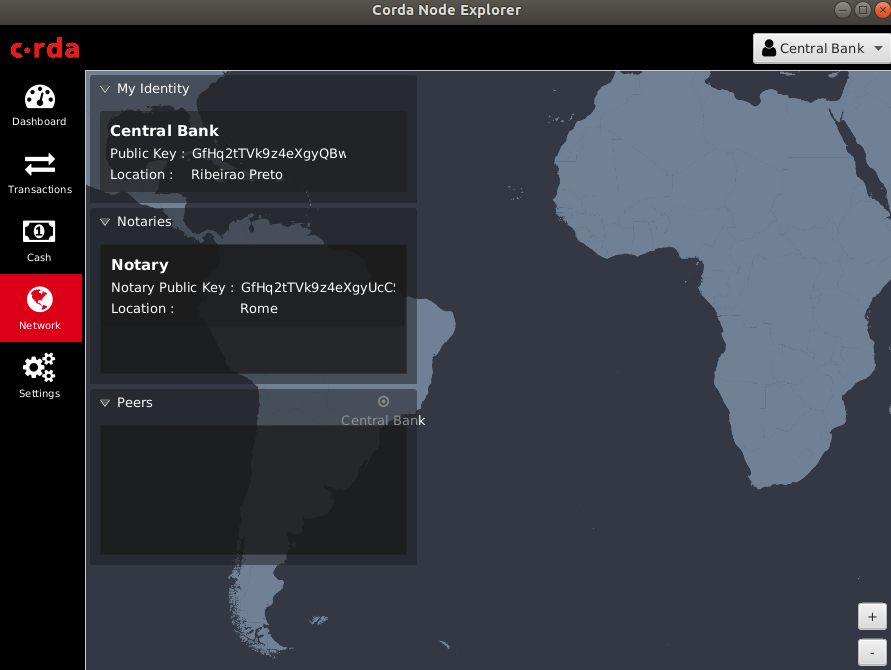 Corda Node Explorer
c·rda
Central Bank
Dashboard
Transactions
Cash
Network
Settings
My Identity
Central Bank
Public Key : GfHq2tTVk9z4eXgyQBw
Location : Ribeirao Preto
Notaries
Notary
Notary Public Key : GfHq2tTVk9z4eXgyUcC
Location : Rome
Peers
Central Bank
+
-